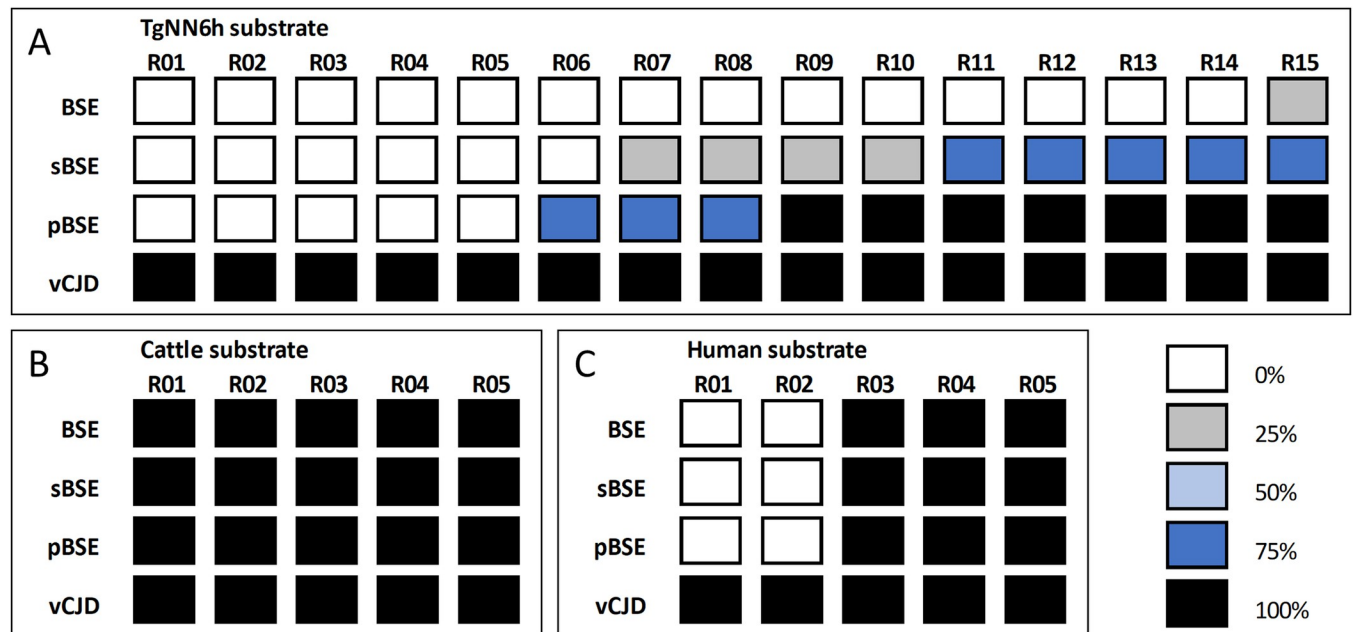 A
TgNN6h substrate
R01 R02 R03 R04 R05 R06 R07 R08 R09 R10 R11 R12 R13 R14 R15
BSE
sBSE
pBSE
vCJD
B
Cattle substrate
R01 R02 R03 R04 R05
BSE
sBSE
pBSE
vCJD
C
Human substrate
R01 R02 R03 R04 R05
BSE
sBSE
pBSE
vCJD
0%
25%
50%
75%
100%